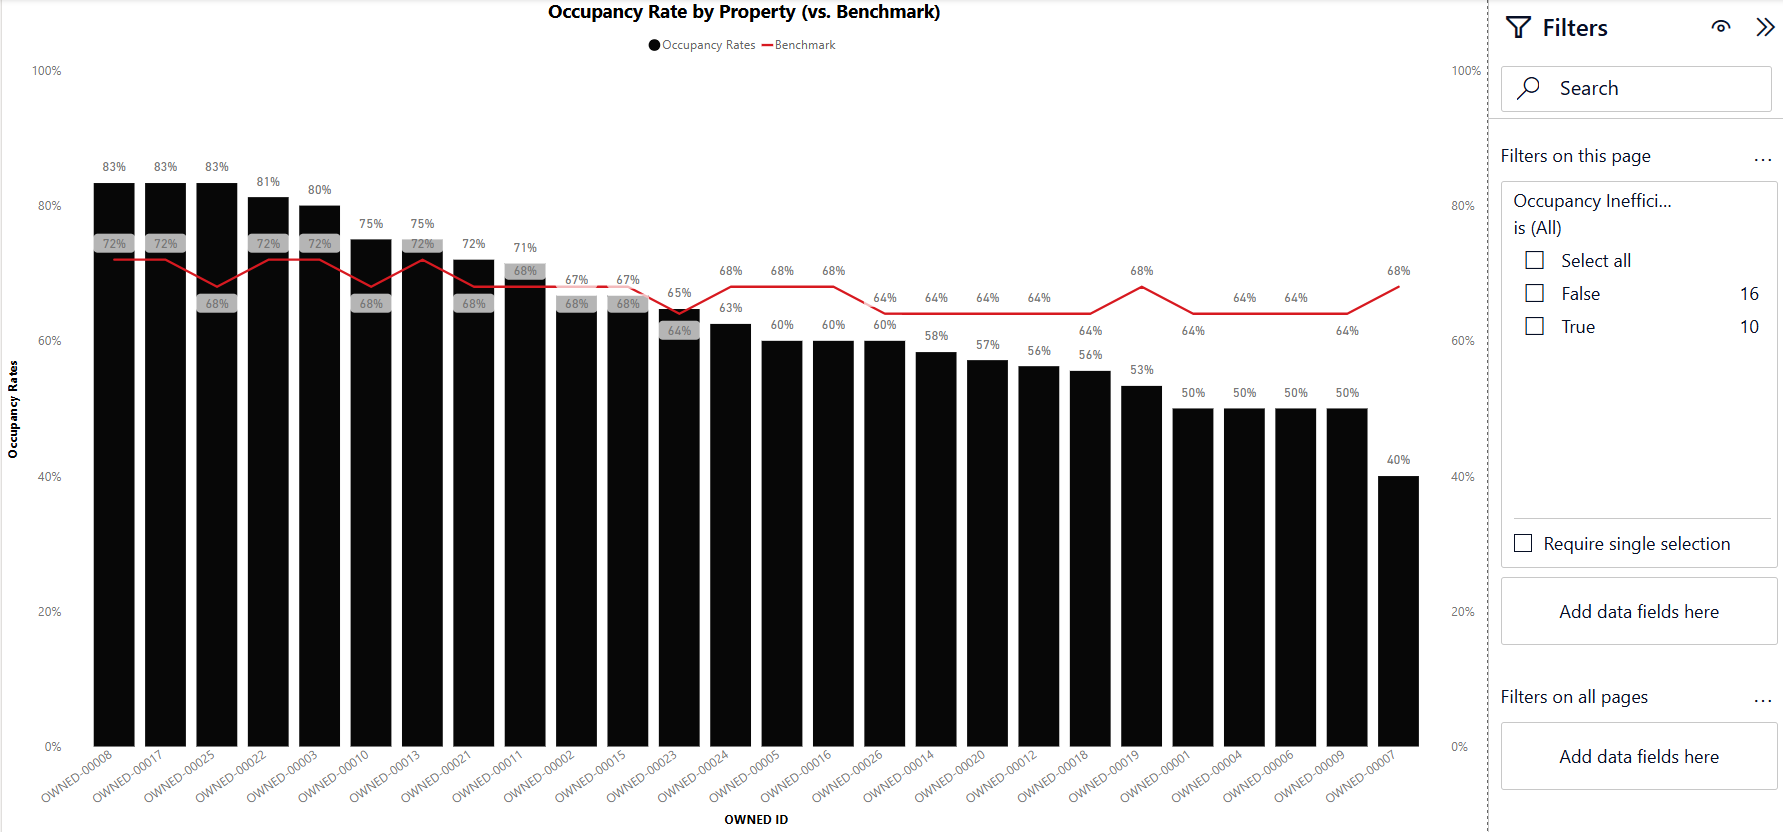 Occupancy Rate by Property (vs. Benchmark)
Occupancy Rates Benchmark
100%
80%
60%
40%
20%
0%
Occupancy Rates
100%
80%
60%
40%
20%
0%
83% 83% 83% 81% 80% 75% 75% 72% 71% 67% 67% 65% 63% 60% 60% 60% 58% 57% 56% 56% 53% 50% 50% 50% 50% 40%
72% 72% 68% 72% 72% 68% 72% 68% 68% 68% 68% 64% 68% 68% 68% 64% 64% 64% 64% 64% 68% 64% 64% 64% 64% 68%
OWNED-00008
OWNED-00017
OWNED-00025
OWNED-00022
OWNED-00003
OWNED-00010
OWNED-00013
OWNED-00021
OWNED-00011
OWNED-00002
OWNED-00015
OWNED-00023
OWNED-00024
OWNED-00005
OWNED-00016
OWNED-00026
OWNED-00014
OWNED-00020
OWNED-00012
OWNED-00018
OWNED-00019
OWNED-00001
OWNED-00004
OWNED-00006
OWNED-00009
OWNED-00007
OWNED ID
Filters
Search
Filters on this page ...
Occupancy Ineffici...
is (All)
Select all
False 16
True 10
Require single selection
Add data fields here
Filters on all pages ...
Add data fields here